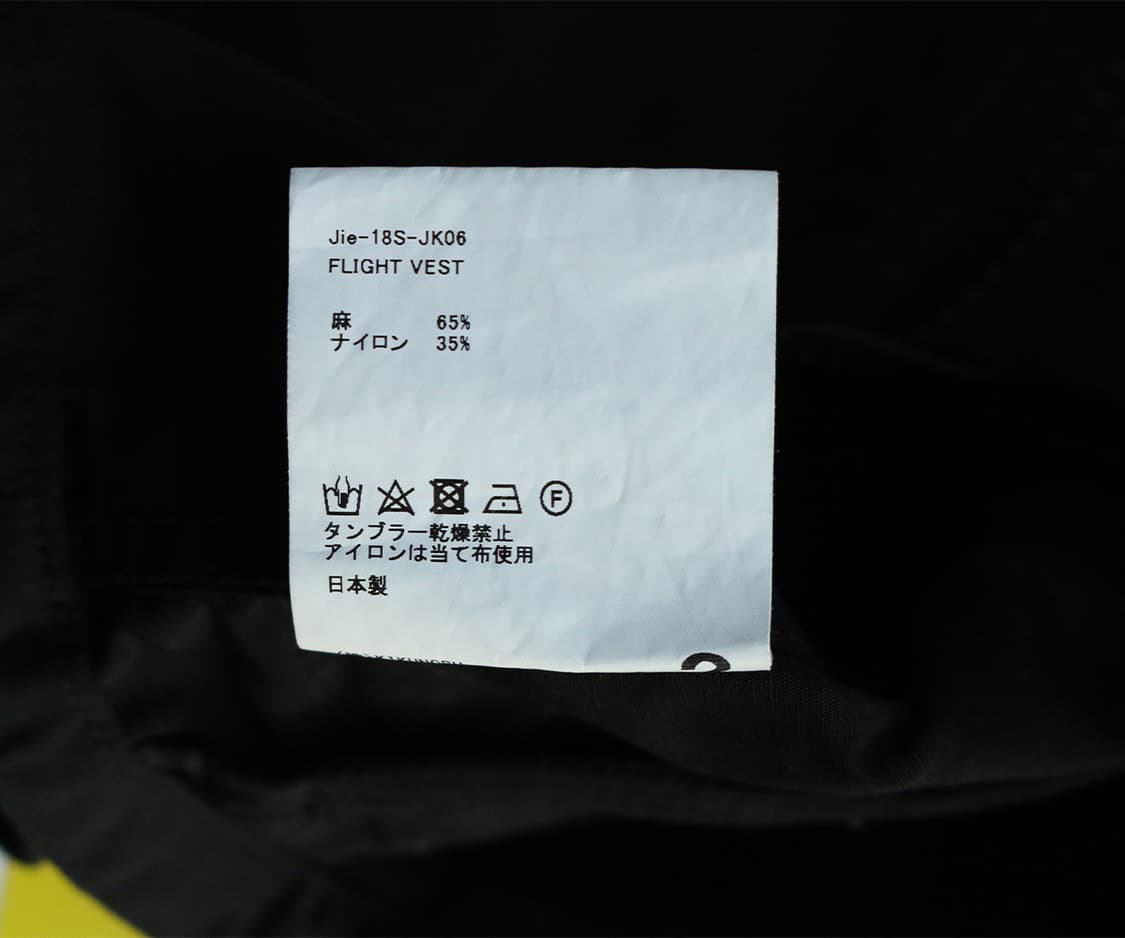 Jie-18S-JK06
FLIGHT VEST
麻 65%
ナイロン 35%
F
タンブラー乾燥禁止
アイロンは当て布使用
日本製